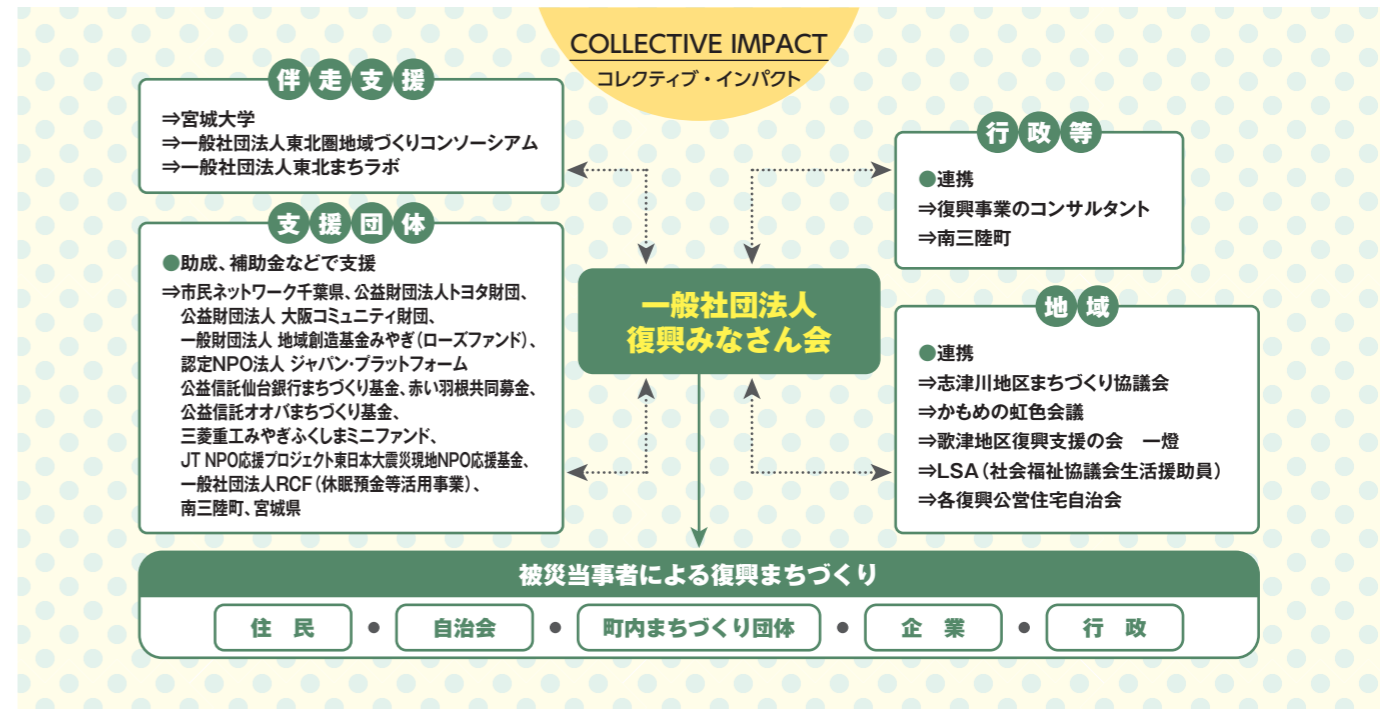 COLLECTIVE IMPACT
コレクティブ・インパクト
伴走支援
⇒宮城大学
⇒一般社団法人東北圏地域づくりコンソーシアム
⇒一般社団法人東北まちラボ
支援団体
●助成、補助金などで支援
⇒市民ネットワーク千葉県、公益財団法人トヨタ財団、
公益財団法人 大阪コミュニティ財団、
一般財団法人 地域創造基金みやぎ(ローズファンド)、
認定NPO法人 ジャパン・プラットフォーム
公益信託仙台銀行まちづくり基金、赤い羽根共同募金、
公益信託オオバまちづくり基金、
三菱重工みやぎふくしまミニファンド、
JT NPO応援プロジェクト東日本大震災現地NPO応援基金、
一般社団法人RCF(休眠預金等活用事業)、
南三陸町、宮城県
一般社団法人
復興みなさん会
行政等
●連携
⇒復興事業のコンサルタント
⇒南三陸町
地域
●連携
⇒志津川地区まちづくり協議会
⇒かもめの虹色会議
⇒歌津地区復興支援の会 一燈
⇒LSA(社会福祉協議会生活援助員)
⇒各復興公営住宅自治会
被災当事者による復興まちづくり
住 民 ● 自治会 ● 町内まちづくり団体 ● 企 業 ● 行 政